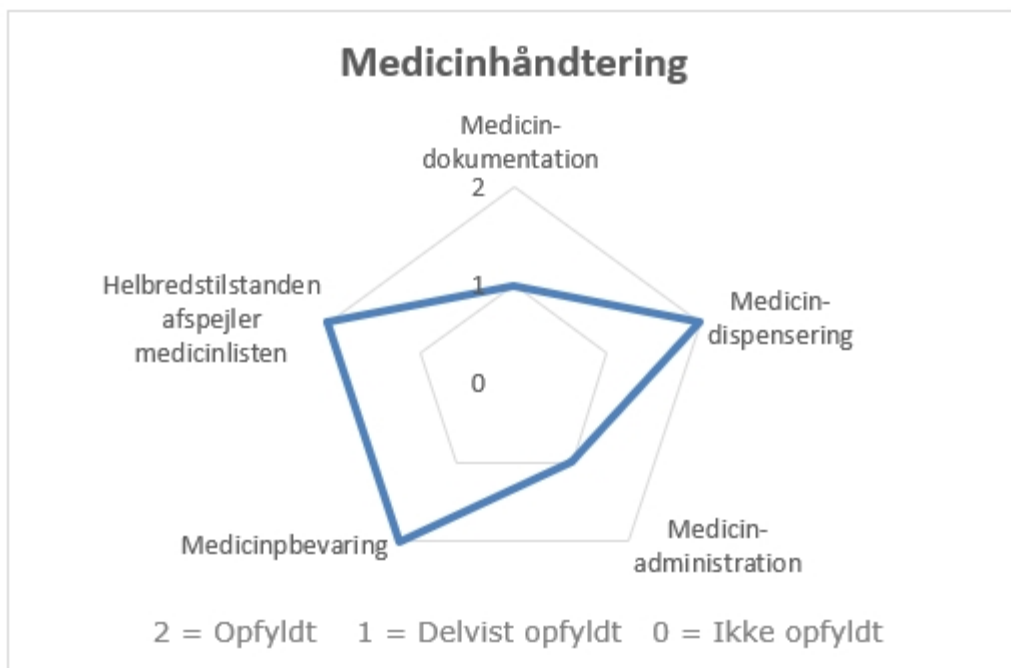 Medicinhåndtering
Medicin-
dokumentation
2
1
0
Medicin-
dispensering
Medicin-
administration
Medicinpbevaring
Helbredstilstanden
afspejler
medicinlisten
2 = Opfyldt 1 = Delvist opfyldt 0 = Ikke opfyldt